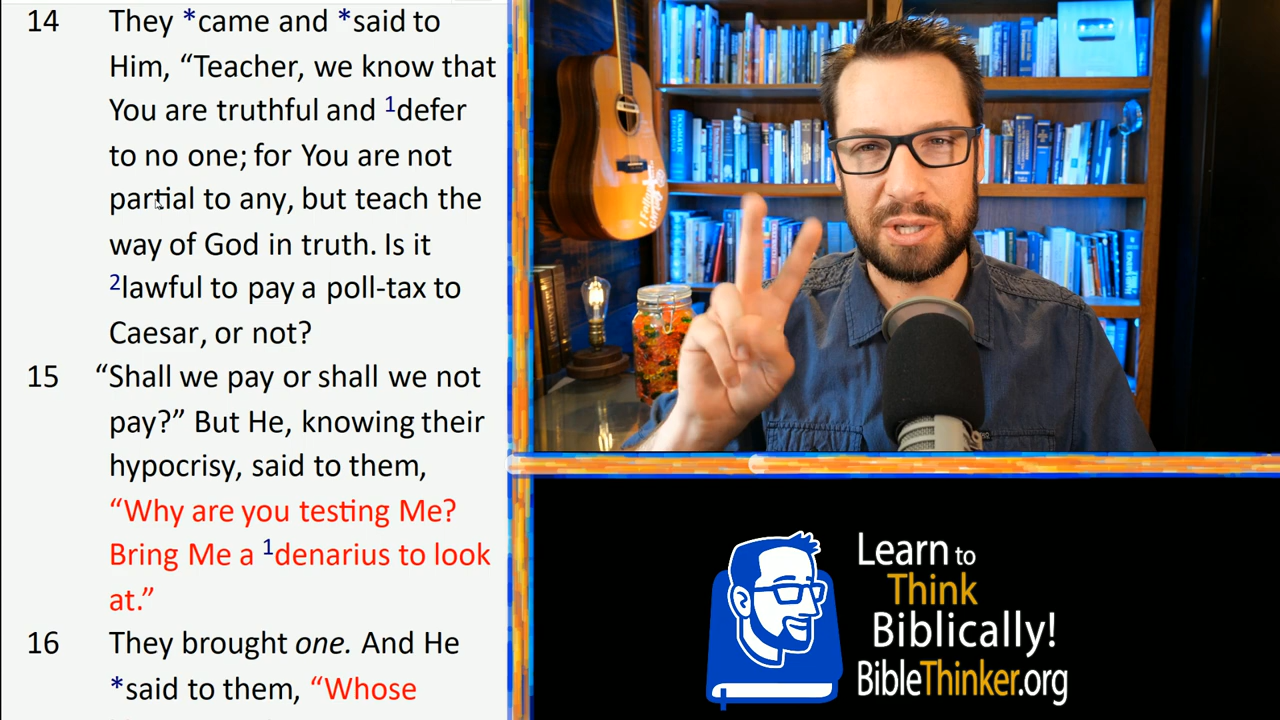 14 They *came and *said to
Him, “Teacher, we know that
You are truthful and 1defer
to no one; for You are not
partial to any, but teach the
way of God in truth. Is it
2lawful to pay a poll-tax to
Caesar, or not?
15 “Shall we pay or shall we not
pay?” But He, knowing their
hypocrisy, said to them,
“Why are you testing Me?
Bring Me a 1denarius to look
at.”
16 They brought one. And He
*said to them, “Whose
Learn to
Think
Biblically!
BibleThinker.org